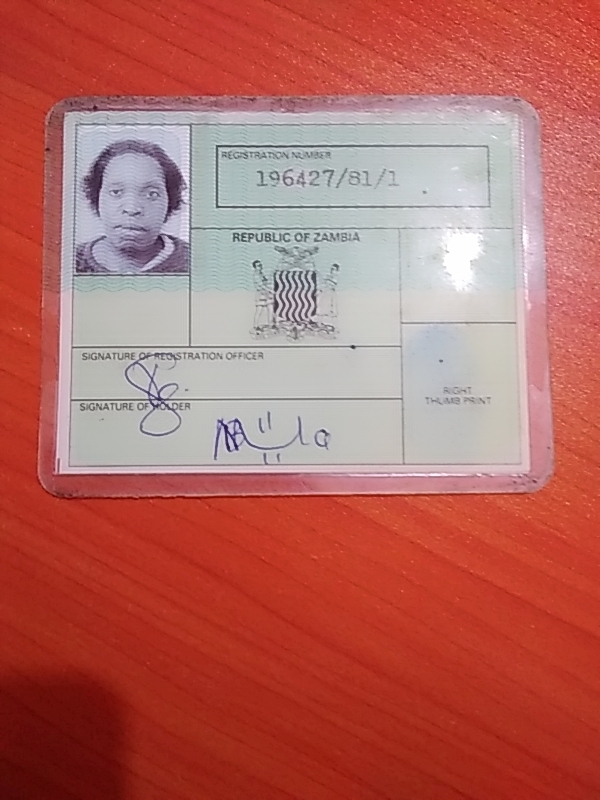 REGISTRATION NUMBER
196427/81/1
REPUBLIC OF ZAMBIA
SIGNATURE OF REGISTRATION OFFICER
SIGNATURE OF HOLDER
RIGHT
THUMB PRINT